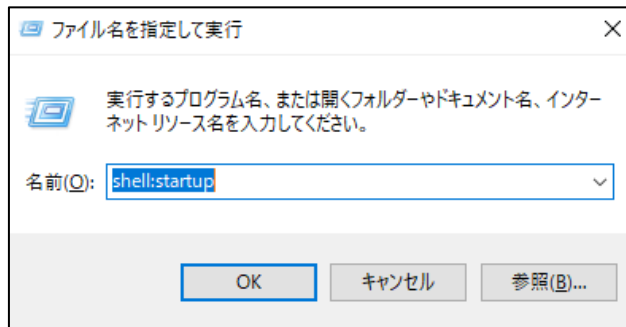 ファイル名を指定して実行
実行するプログラム名、または開くフォルダーやドキュメント名、インター
ネット リソース名を入力してください。
名前(O): shell:startup
OK キャンセル 参照(B)...